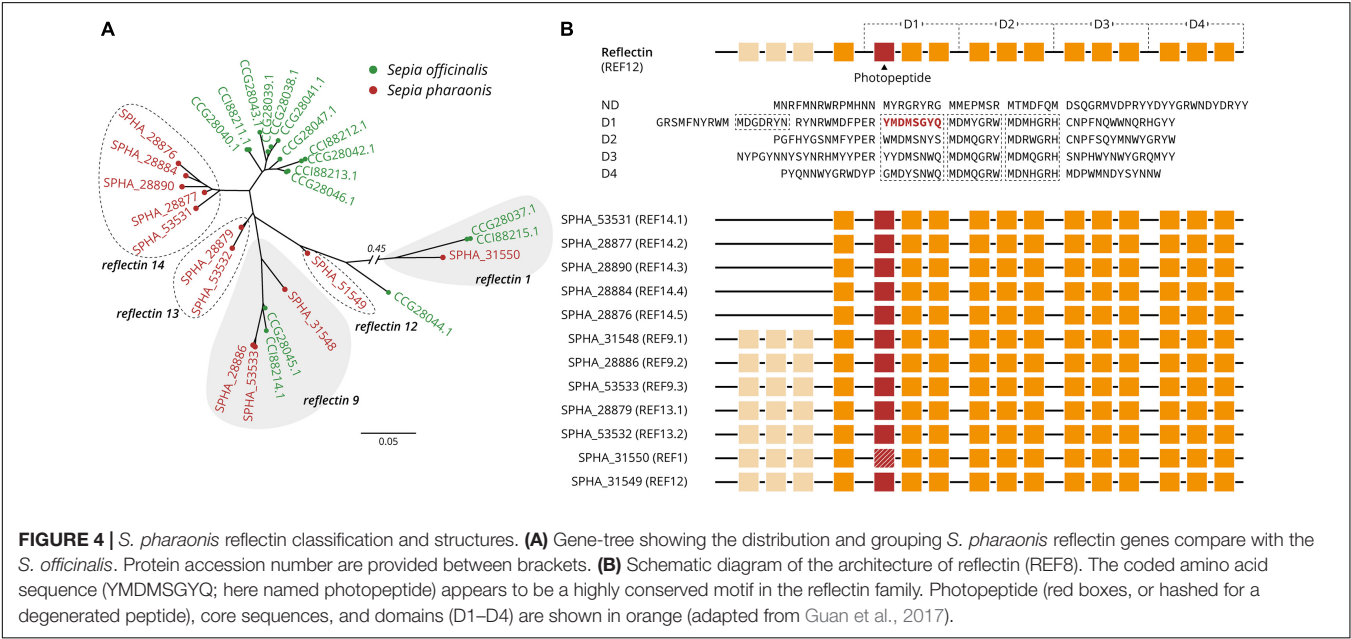 A
Sepia officinalis
Sepia pharaonis
CCG28040.1
CCI88211.1
CCG28043.1
CCG28039.1
CCG28038.1
CCG28041.1
CCG28047.1
CCI88212.1
CCG28042.1
CCI88213.1
CCG28046.1
SPHA_28876
SPHA_28884
SPHA_28890
SPHA_28877
SPHA_53531
reflectin 14
SPHA_28879
SPHA_53532
reflectin 13
0.45
CCG28037.1
CCI88215.1
SPHA_31550
reflectin 1
SPHA_51549
reflectin 12
CCG28044.1
SPHA_31548
CCG28045.1
CCI88214.1
SPHA_28886
SPHA_53533
reflectin 9
0.05
B
D1 D2 D3 D4
Reflectin
(REF12)
Photopeptide
ND MNRFMNRWRPMHNN MYRGRYRG MMEPMSR MTMDFQM DSQGRMVDPRYYDYYGRWNDYDRYY
D1 GRSMFNYRWM MDGDRYN RYNRWMDFPER YMDMSGYQ MDMYGRW MDMHGRH CNPFNQWWNQRHGYY
D2 PGFHYGSNMFYPER WMDMSNYS MDMQGRW MDRWGRH CNPFSQYMNWYGRYW
D3 NYPGYNNYSYNRHMYYPER YYDMSNWQ MDMQGRW MDMQGRH SNPHWYNWYGRQMYY
D4 PYQNNWYGRWDYP GMDYSNWQ MDMQGRW MDNHGRH MDPWMNDYSYNNW
SPHA_53531 (REF14.1)
SPHA_28877 (REF14.2)
SPHA_28890 (REF14.3)
SPHA_28884 (REF14.4)
SPHA_28876 (REF14.5)
SPHA_31548 (REF9.1)
SPHA_28886 (REF9.2)
SPHA_53533 (REF9.3)
SPHA_28879 (REF13.1)
SPHA_53532 (REF13.2)
SPHA_31550 (REF1)
SPHA_31549 (REF12)
FIGURE 4 | S. pharaonis reflectin classification and structures. (A) Gene-tree showing the distribution and grouping S. pharaonis reflectin genes compare with the
S. officinalis. Protein accession number are provided between brackets. (B) Schematic diagram of the architecture of reflectin (REF8). The coded amino acid
sequence (YMDMSGYQ; here named photopeptide) appears to be a highly conserved motif in the reflectin family. Photopeptide (red boxes, or hashed for a
degenerated peptide), core sequences, and domains (D1–D4) are shown in orange (adapted from Guan et al., 2017).